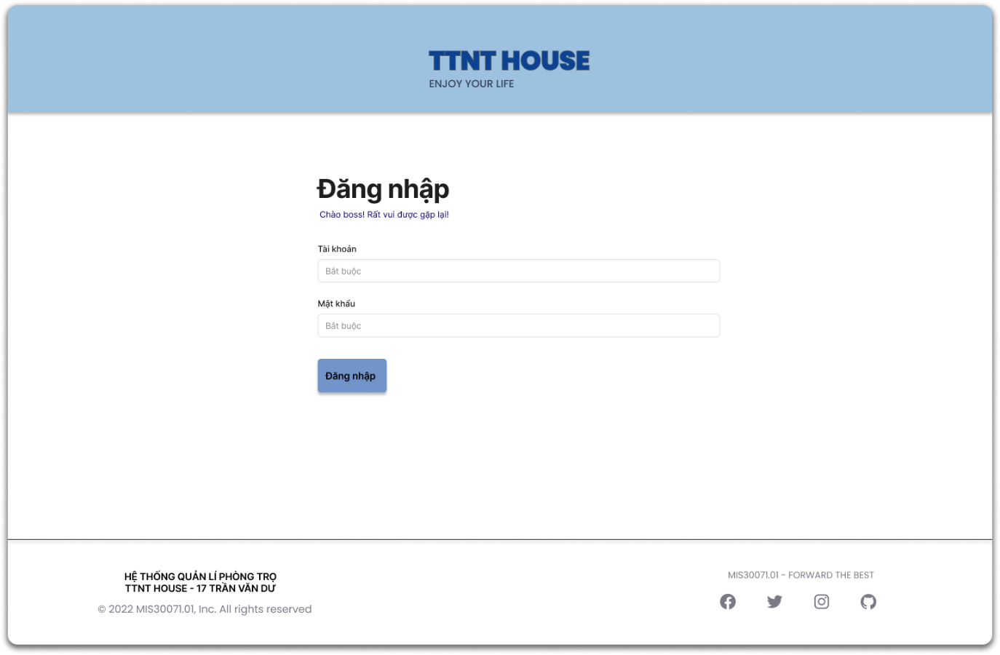 TTNT HOUSE
ENJOY YOUR LIFE
Đăng nhập
Chào boss! Rất vui được gặp lại!
Tài khoản
Bắt buộc
Mật khẩu
Bắt buộc
Đăng nhập
HỆ THỐNG QUẢN LÍ PHÒNG TRỌ
TTNT HOUSE - 17 TRẦN VĂN DƯ
© 2022 MIS30071.01, Inc. All rights reserved
MIS30071.01 – FORWARD THE BEST